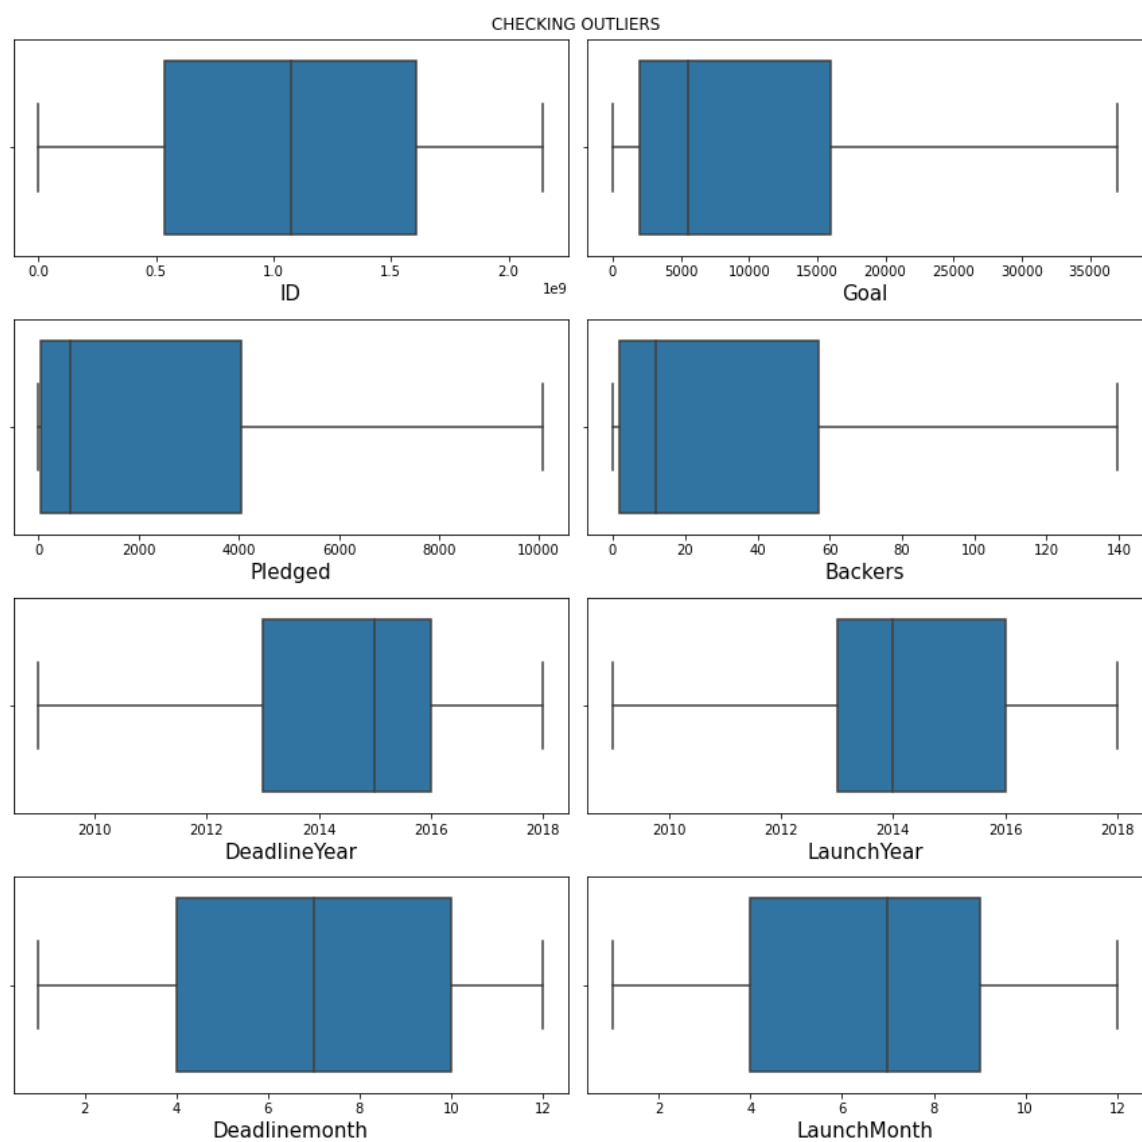 CHECKING OUTLIERS
0.0 0.5 1.0 1.5 2.0
1e9
ID
0 5000 10000 15000 20000 25000 30000 35000
Goal
0 2000 4000 6000 8000 10000
Pledged
0 20 40 60 80 100 120 140
Backers
2010 2012 2014 2016 2018
DeadlineYear
2010 2012 2014 2016 2018
LaunchYear
2 4 6 8 10 12
Deadlinemonth
2 4 6 8 10 12
LaunchMonth